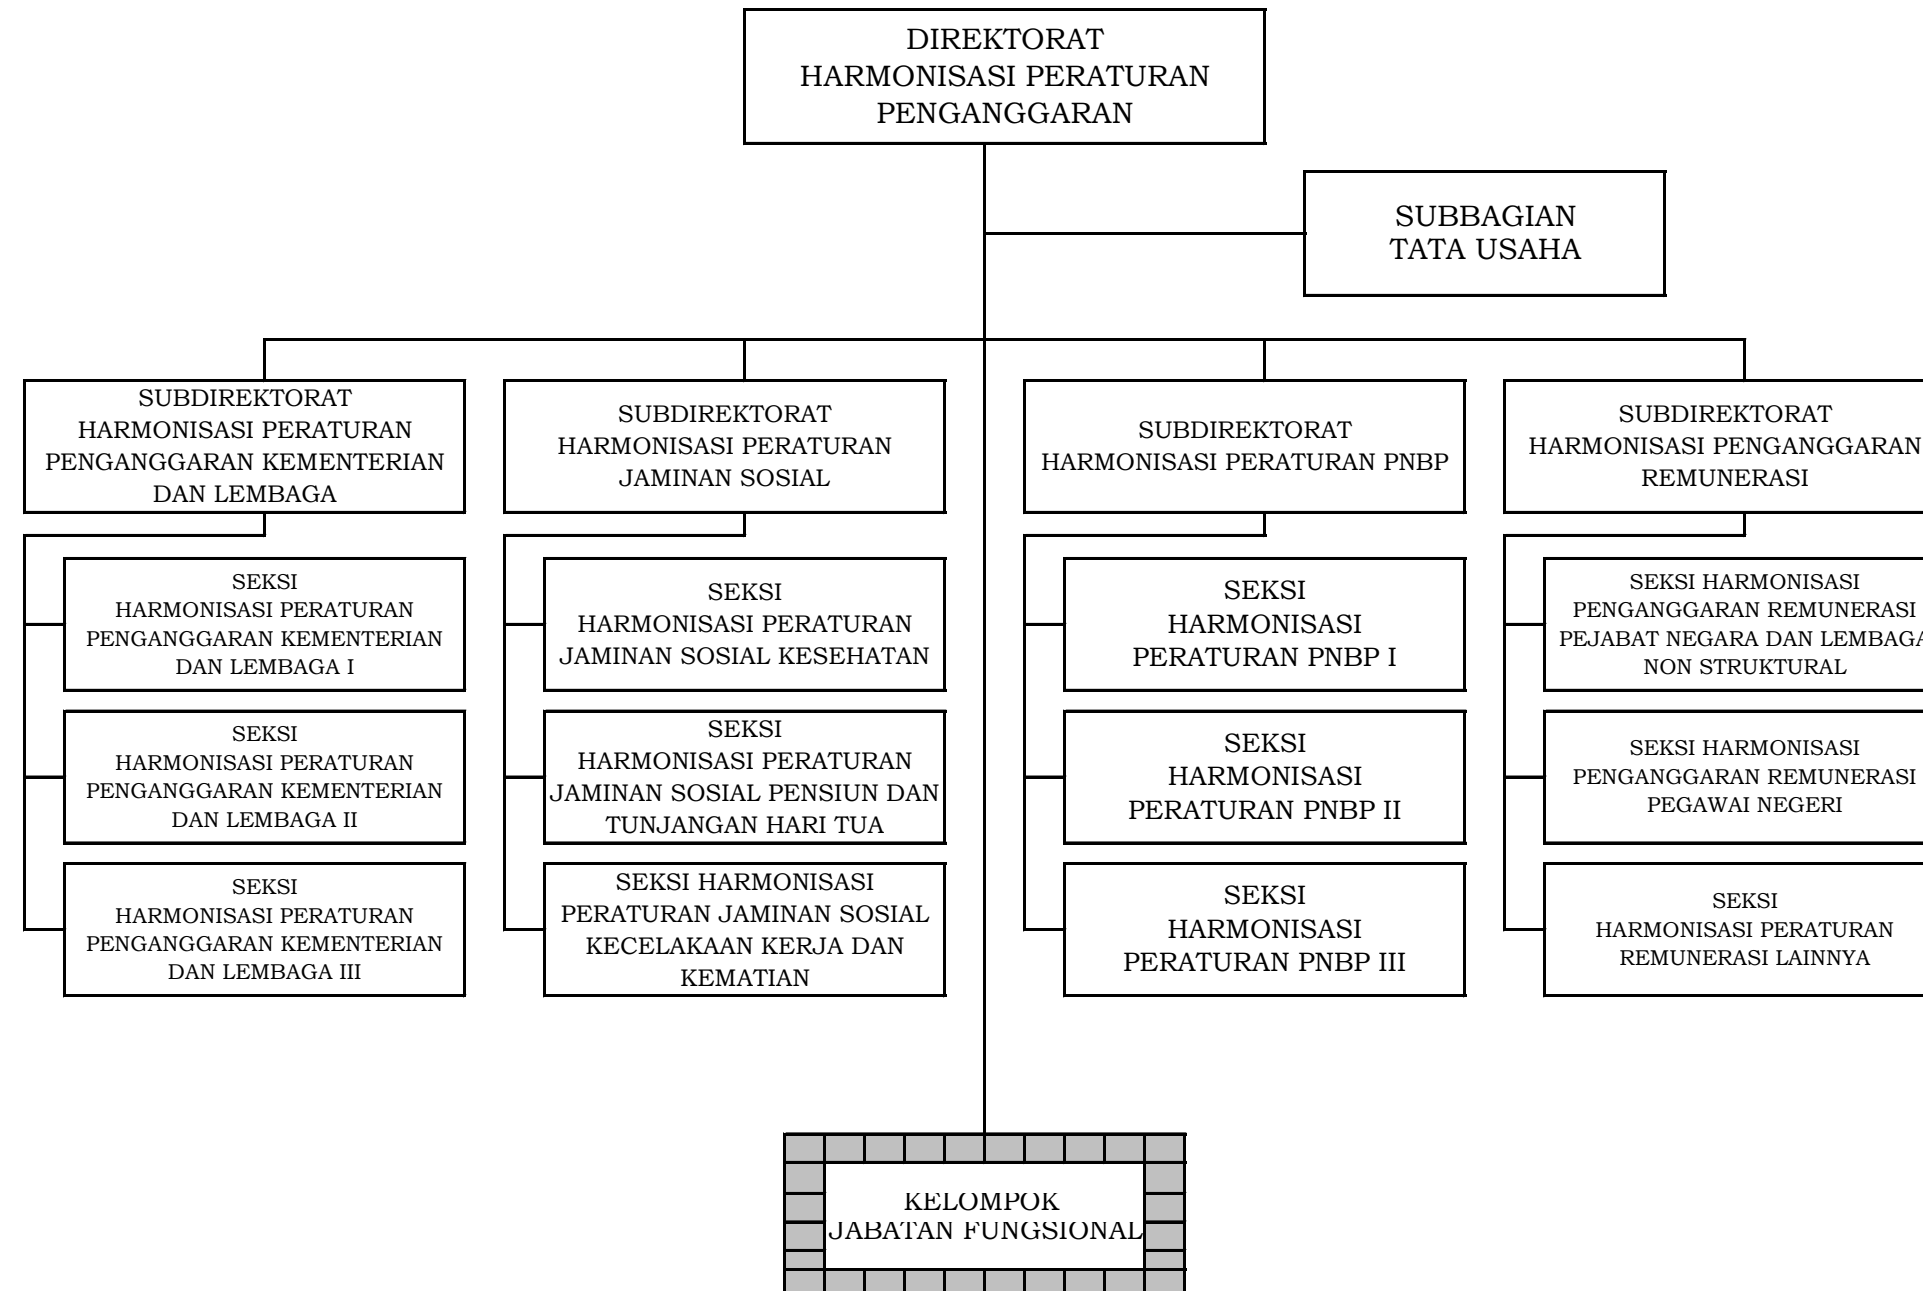 DIREKTORAT
HARMONISASI PERATURAN
PENGANGGARAN
SUBBAGIAN
TATA USAHA
SUBDIREKTORAT
HARMONISASI PERATURAN
PENGANGGARAN KEMENTERIAN
DAN LEMBAGA
SUBDIREKTORAT
HARMONISASI PERATURAN
JAMINAN SOSIAL
SUBDIREKTORAT
HARMONISASI PERATURAN PNBP
SUBDIREKTORAT
HARMONISASI PENGANGGARAN
REMUNERASI
SEKSI
HARMONISASI PERATURAN
PENGANGGARAN KEMENTERIAN
DAN LEMBAGA I
SEKSI
HARMONISASI PERATURAN
JAMINAN SOSIAL KESEHATAN
SEKSI
HARMONISASI
PERATURAN PNBP I
SEKSI HARMONISASI
PENGANGGARAN REMUNERASI
PEJABAT NEGARA DAN LEMBAGA
NON STRUKTURAL
SEKSI
HARMONISASI PERATURAN
PENGANGGARAN KEMENTERIAN
DAN LEMBAGA II
SEKSI
HARMONISASI PERATURAN
JAMINAN SOSIAL PENSIUN DAN
TUNJANGAN HARI TUA
SEKSI
HARMONISASI
PERATURAN PNBP II
SEKSI HARMONISASI
PENGANGGARAN REMUNERASI
PEGAWAI NEGERI
SEKSI
HARMONISASI PERATURAN
PENGANGGARAN KEMENTERIAN
DAN LEMBAGA III
SEKSI HARMONISASI
PERATURAN JAMINAN SOSIAL
KECELAKAAN KERJA DAN
KEMATIAN
SEKSI
HARMONISASI
PERATURAN PNBP III
SEKSI
HARMONISASI PERATURAN
REMUNERASI LAINNYA
KELOMPOK
JABATAN FUNGSIONAL